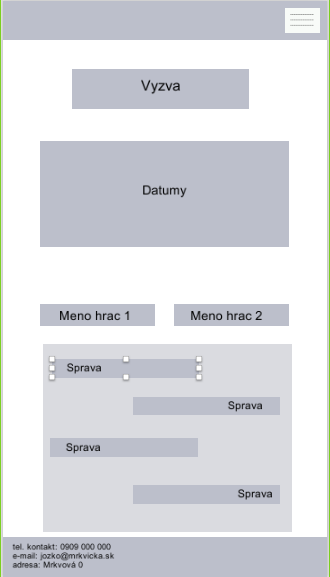 Vyzva
Datumy
Meno hrac 1
Meno hrac 2
Sprava
Sprava
Sprava
Sprava
tel. kontakt: 0909 000 000
e-mail: jozko@mrkvicka.sk
adresa: Mrkvová 0